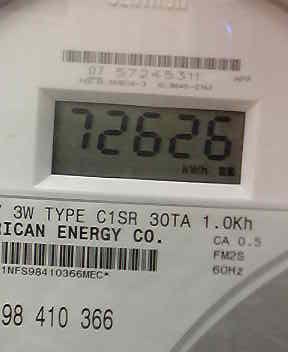 07 57245311
72626
kWh
3W TYPE C1SR 30TA 1.0Kh
RICAN ENERGY CO.
CA 0.5
FM2S
60Hz
1NFS98410366MEC*
98 410 366